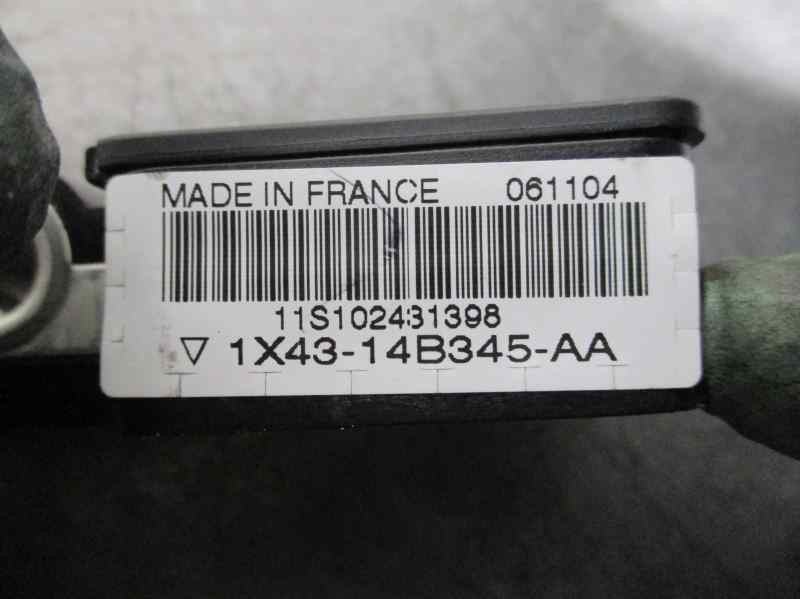 MADE IN FRANCE 061104
11S102431398
▽ 1X43-14B345-AA